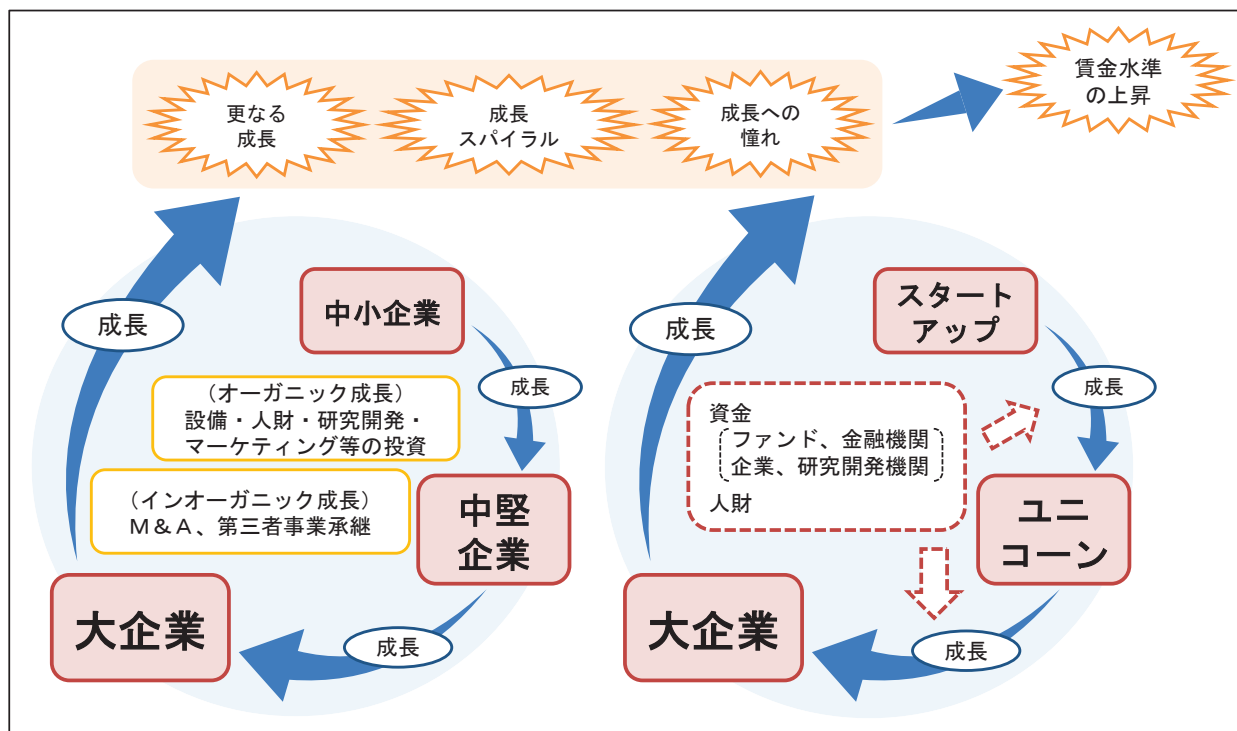 更なる
成長
成長
スパイラル
成長への
憧れ
賃金水準
の上昇
中小企業
成長
成長
（オーガニック成長）
設備・人財・研究開発・
マーケティング等の投資
（インオーガニック成長）
Ｍ＆Ａ、第三者事業承継
中堅
企業
大企業
成長
スタート
アップ
成長
成長
資金
ファンド、金融機関
企業、研究開発機関
人財
ユニ
コーン
大企業
成長